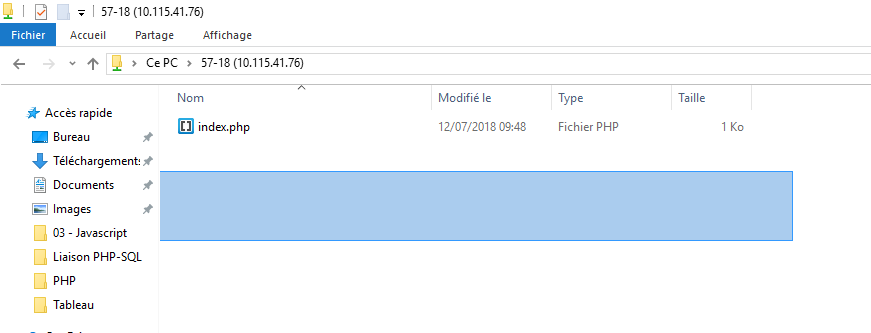 57-18 (10.115.41.76)
Fichier Accueil Partage Affichage
Ce PC 57-18 (10.115.41.76)
Nom Modifié le Type Taille
Accès rapide
index.php 12/07/2018 09:48 Fichier PHP 1 Ko
Bureau
Téléchargements
Documents
Images
03 - Javascript
Liaison PHP-SQL
PHP
Tableau